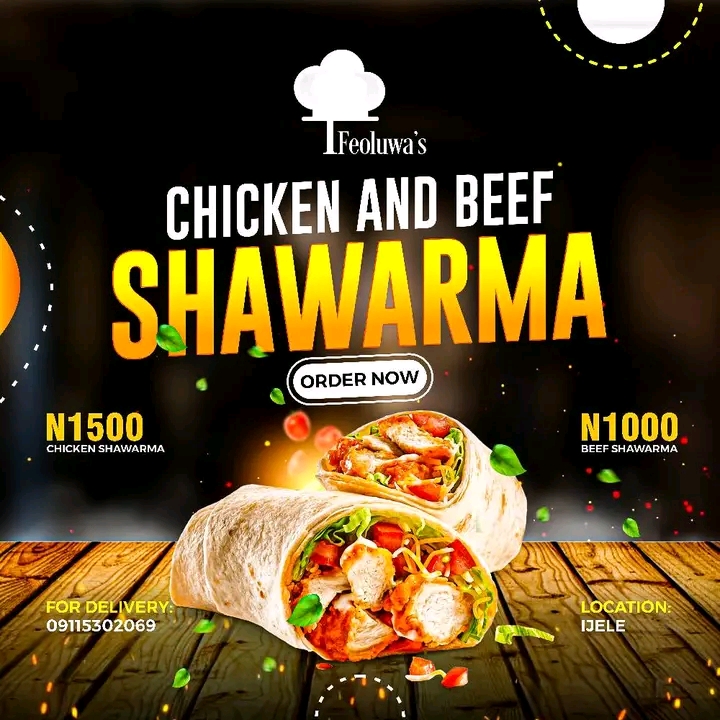 Feoluwa's
CHICKEN AND BEEF
SHAWARMA
ORDER NOW
N1500
CHICKEN SHAWARMA
N1000
BEEF SHAWARMA
FOR DELIVERY:
09115302069
LOCATION:
IJELE